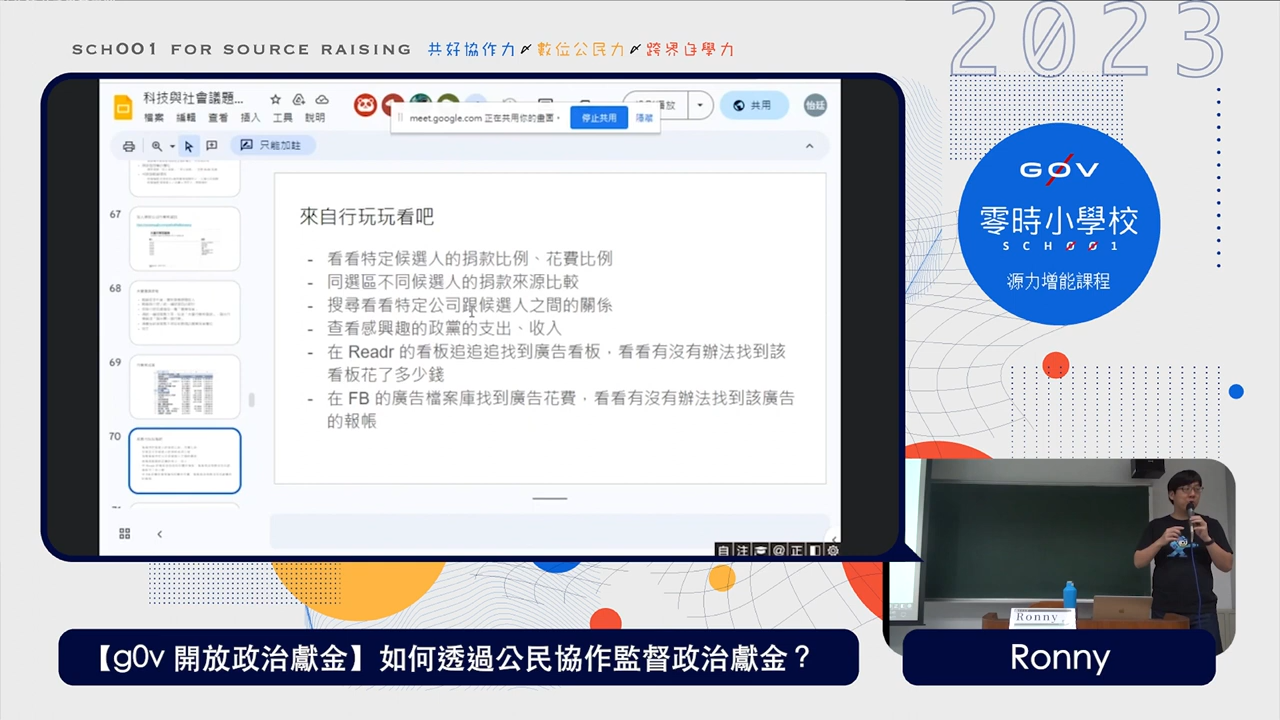 2023
SCH001 FOR SOURCE RAISING 共好協作力 數位公民力 跨界自學力
科技與社會議題...
檔案 編輯 查看 插入 工具 說明
meet.google.com 正在共用你的畫面。 停止共用 隱藏
放
共用
怡廷
只能加註
67
68
69
70
來自行玩玩看吧
- 看看特定候選人的捐款比例、花費比例
- 同選區不同候選人的捐款來源比較
- 搜尋看看特定公司跟候選人之間的關係
- 查看感興趣的政黨的支出、收入
- 在 Readr 的看板追追追找到廣告看板，看看有沒有辦法找到該
看板花了多少錢
- 在 FB 的廣告檔案庫找到廣告花費，看看有沒有辦法找到該廣告
的報帳
自 注 @ 正
G0V
零時小學校
SCH001
源力增能課程
Ronny
【g0v 開放政治獻金】如何透過公民協作監督政治獻金？
Ronny